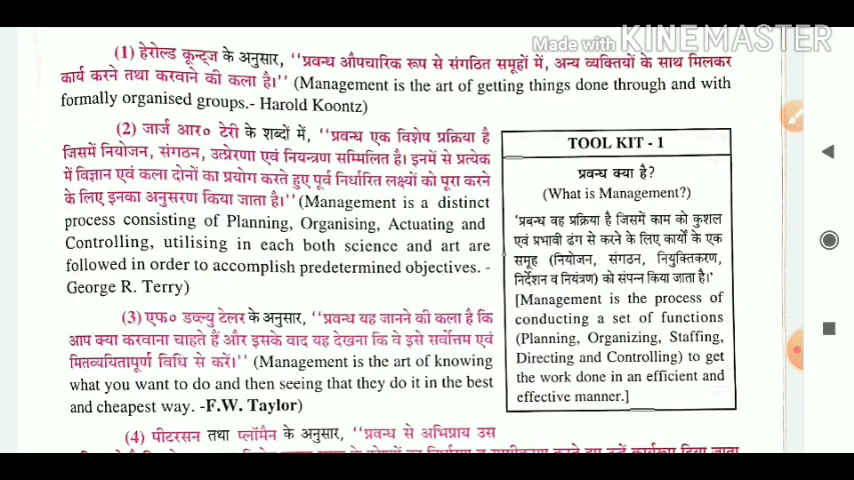 Made with KINEMASTER
(1) हेरोल्ड कून्ट्ज के अनुसार, ‘‘प्रवन्ध औपचारिक रूप से संगठित समूहों में, अन्य व्यक्तियों के साथ मिलकर
कार्य करने तथा करवाने की कला है।’’ (Management is the art of getting things done through and with
formally organised groups.- Harold Koontz)
(2) जार्ज आर० टेरी के शब्दों में, ‘‘प्रवन्ध एक विशेष प्रक्रिया है
जिसमें नियोजन, संगठन, उत्प्रेरणा एवं नियन्त्रण सम्मिलित है। इनमें से प्रत्येक
में विज्ञान एवं कला दोनों का प्रयोग करते हुए पूर्व निर्धारित लक्ष्यों को पूरा करने
के लिए इनका अनुसरण किया जाता है।’’ (Management is a distinct
process consisting of Planning, Organising, Actuating and
Controlling, utilising in each both science and art are
followed in order to accomplish predetermined objectives. -
George R. Terry)
(3) एफ० डव्ल्यु टेलर के अनुसार, ‘‘प्रवन्ध यह जानने की कला है कि
आप क्या करवाना चाहते हैं और इसके वाद यह देखना कि वे इसे सर्वोत्तम एवं
मितव्ययितापूर्ण विधि से करें।’’ (Management is the art of knowing
what you want to do and then seeing that they do it in the best
and cheapest way. -F.W. Taylor)
(4) पीटरसन तथा प्लॉमैन के अनुसार, ‘‘प्रवन्ध से अभिप्राय उस
TOOL KIT - 1
प्रवन्ध क्या है?
(What is Management?)
‘प्रबन्ध वह प्रक्रिया है जिसमें काम को कुशल
एवं प्रभावी ढंग से करने के लिए कार्यों के एक
समूह (नियोजन, संगठन, नियुक्तिकरण,
निर्देशन व नियंत्रण) को संपन्न किया जाता है।’
[Management is the process of
conducting a set of functions
(Planning, Organizing, Staffing,
Directing and Controlling) to get
the work done in an efficient and
effective manner.]